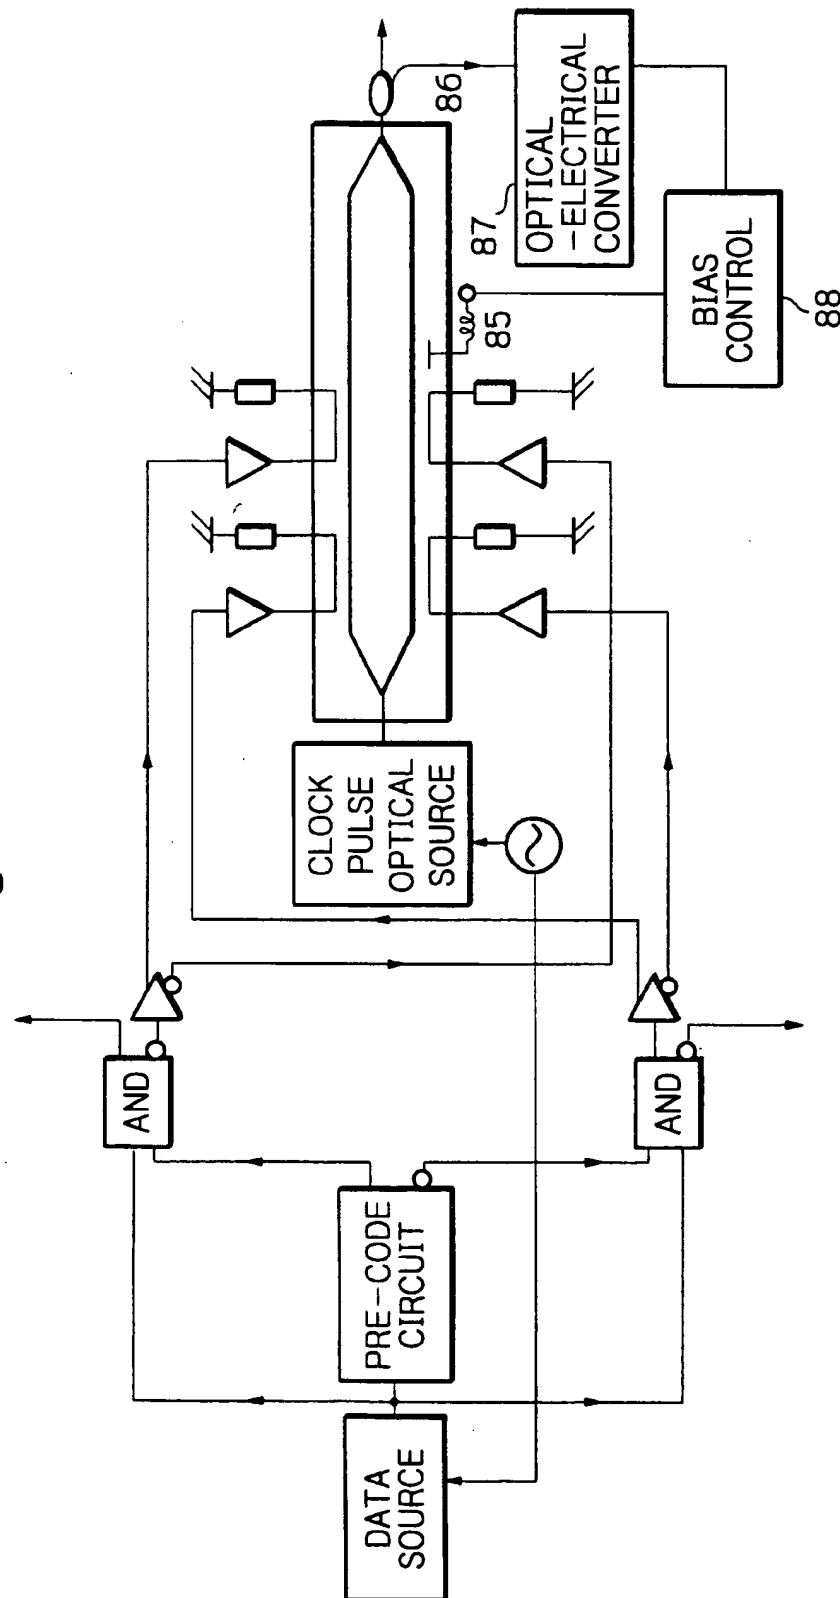 DATA
SOURCE
PRE-CODE
CIRCUIT
AND
AND
CLOCK
PULSE
OPTICAL
SOURCE
85
86
87
OPTICAL
-ELECTRICAL
CONVERTER
BIAS
CONTROL
88